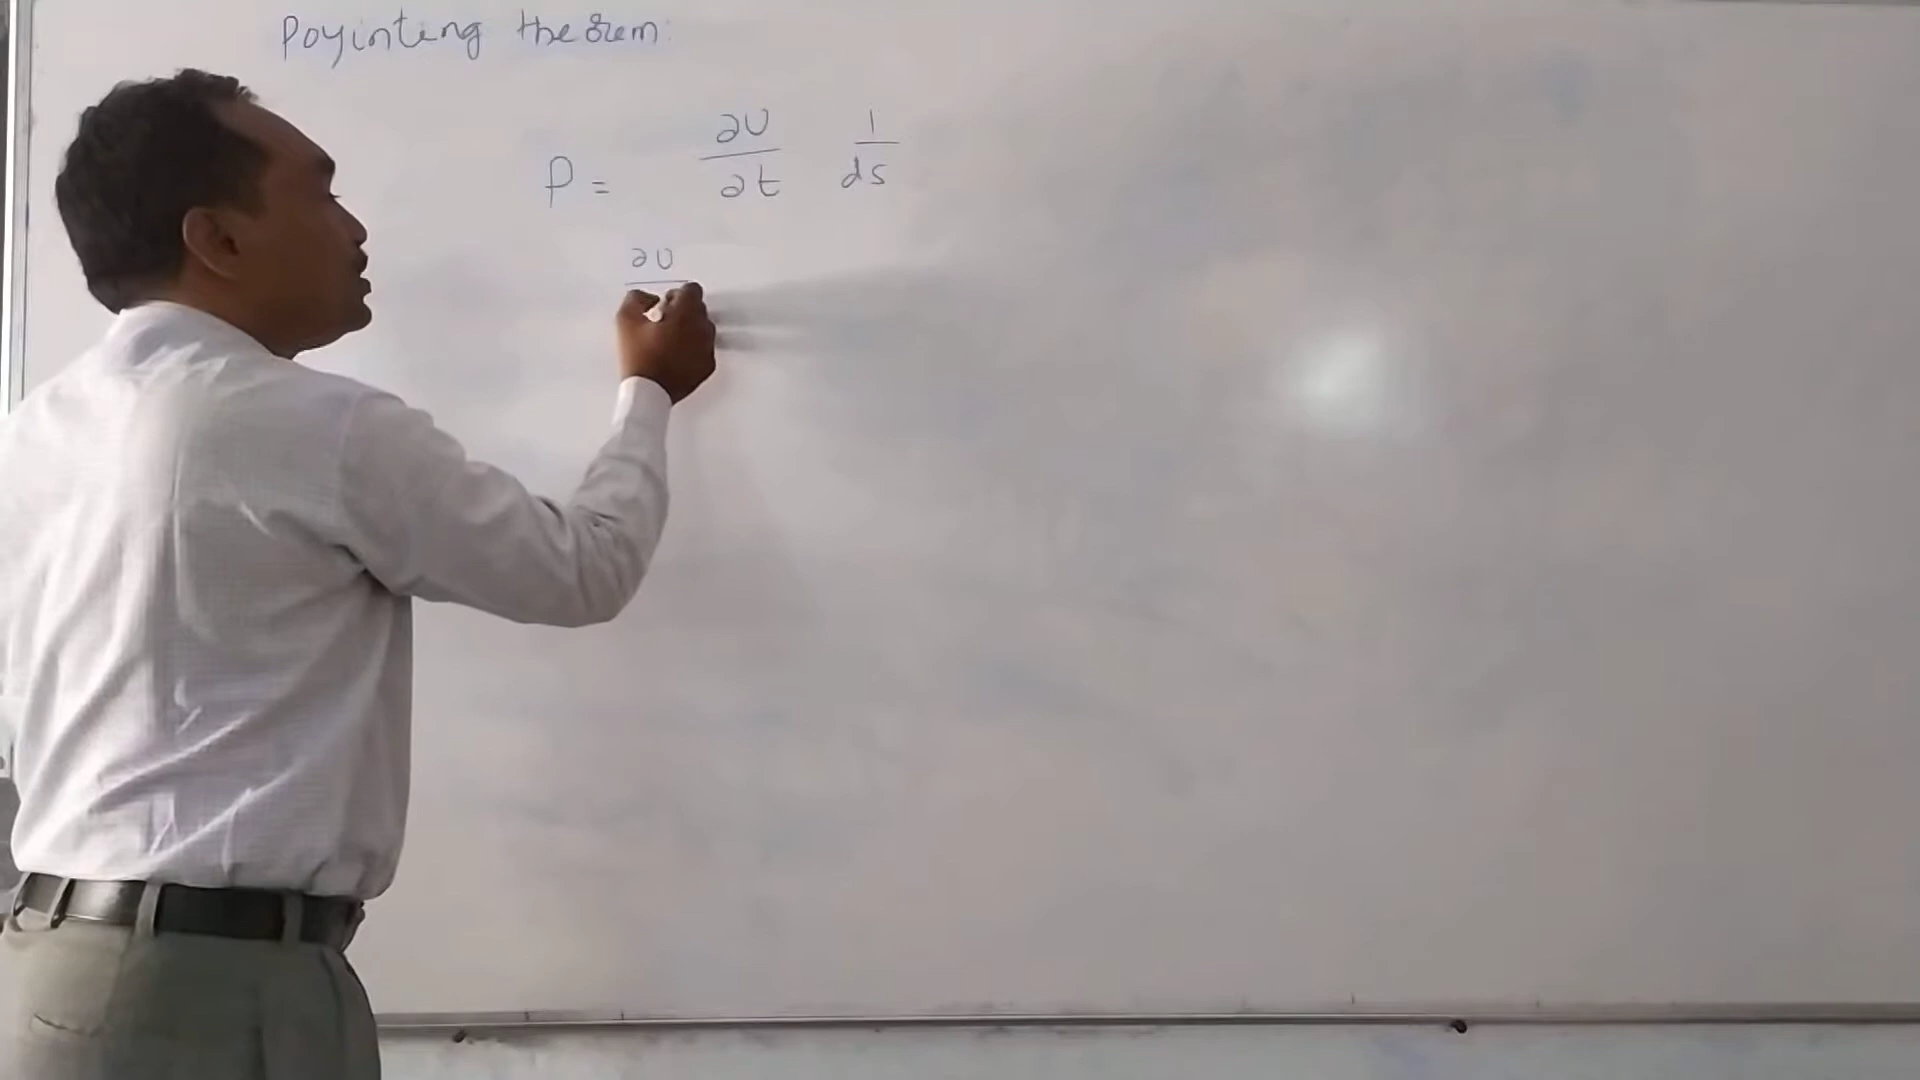 Poyinting theorem:
P = ∂U/∂t 1/ds
∂U